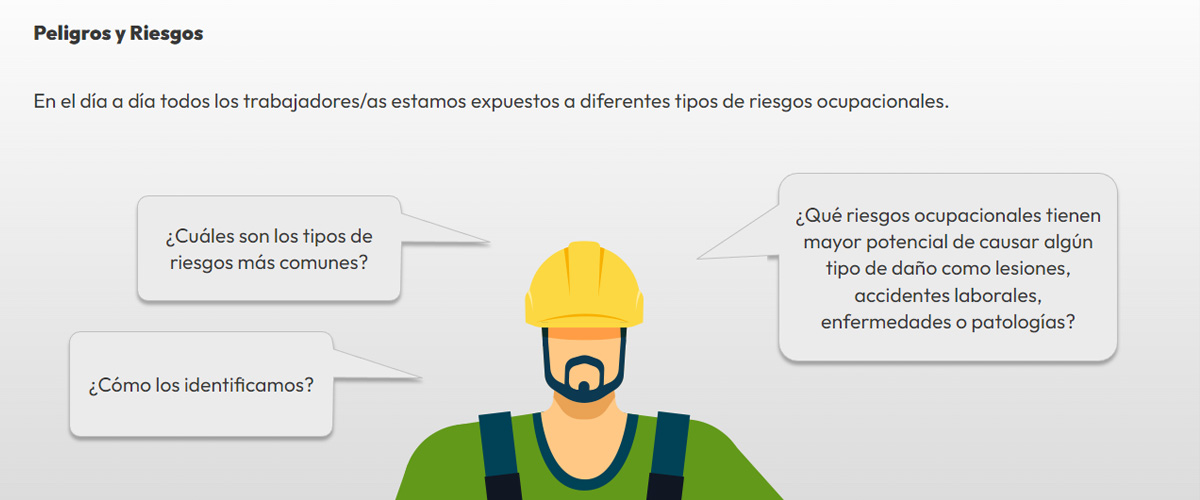 Peligros y Riesgos
En el día a día todos los trabajadores/as estamos expuestos a diferentes tipos de riesgos ocupacionales.
¿Cuáles son los tipos de
riesgos más comunes?
¿Cómo los identificamos?
¿Qué riesgos ocupacionales tienen
mayor potencial de causar algún
tipo de daño como lesiones,
accidentes laborales,
enfermedades o patologías?